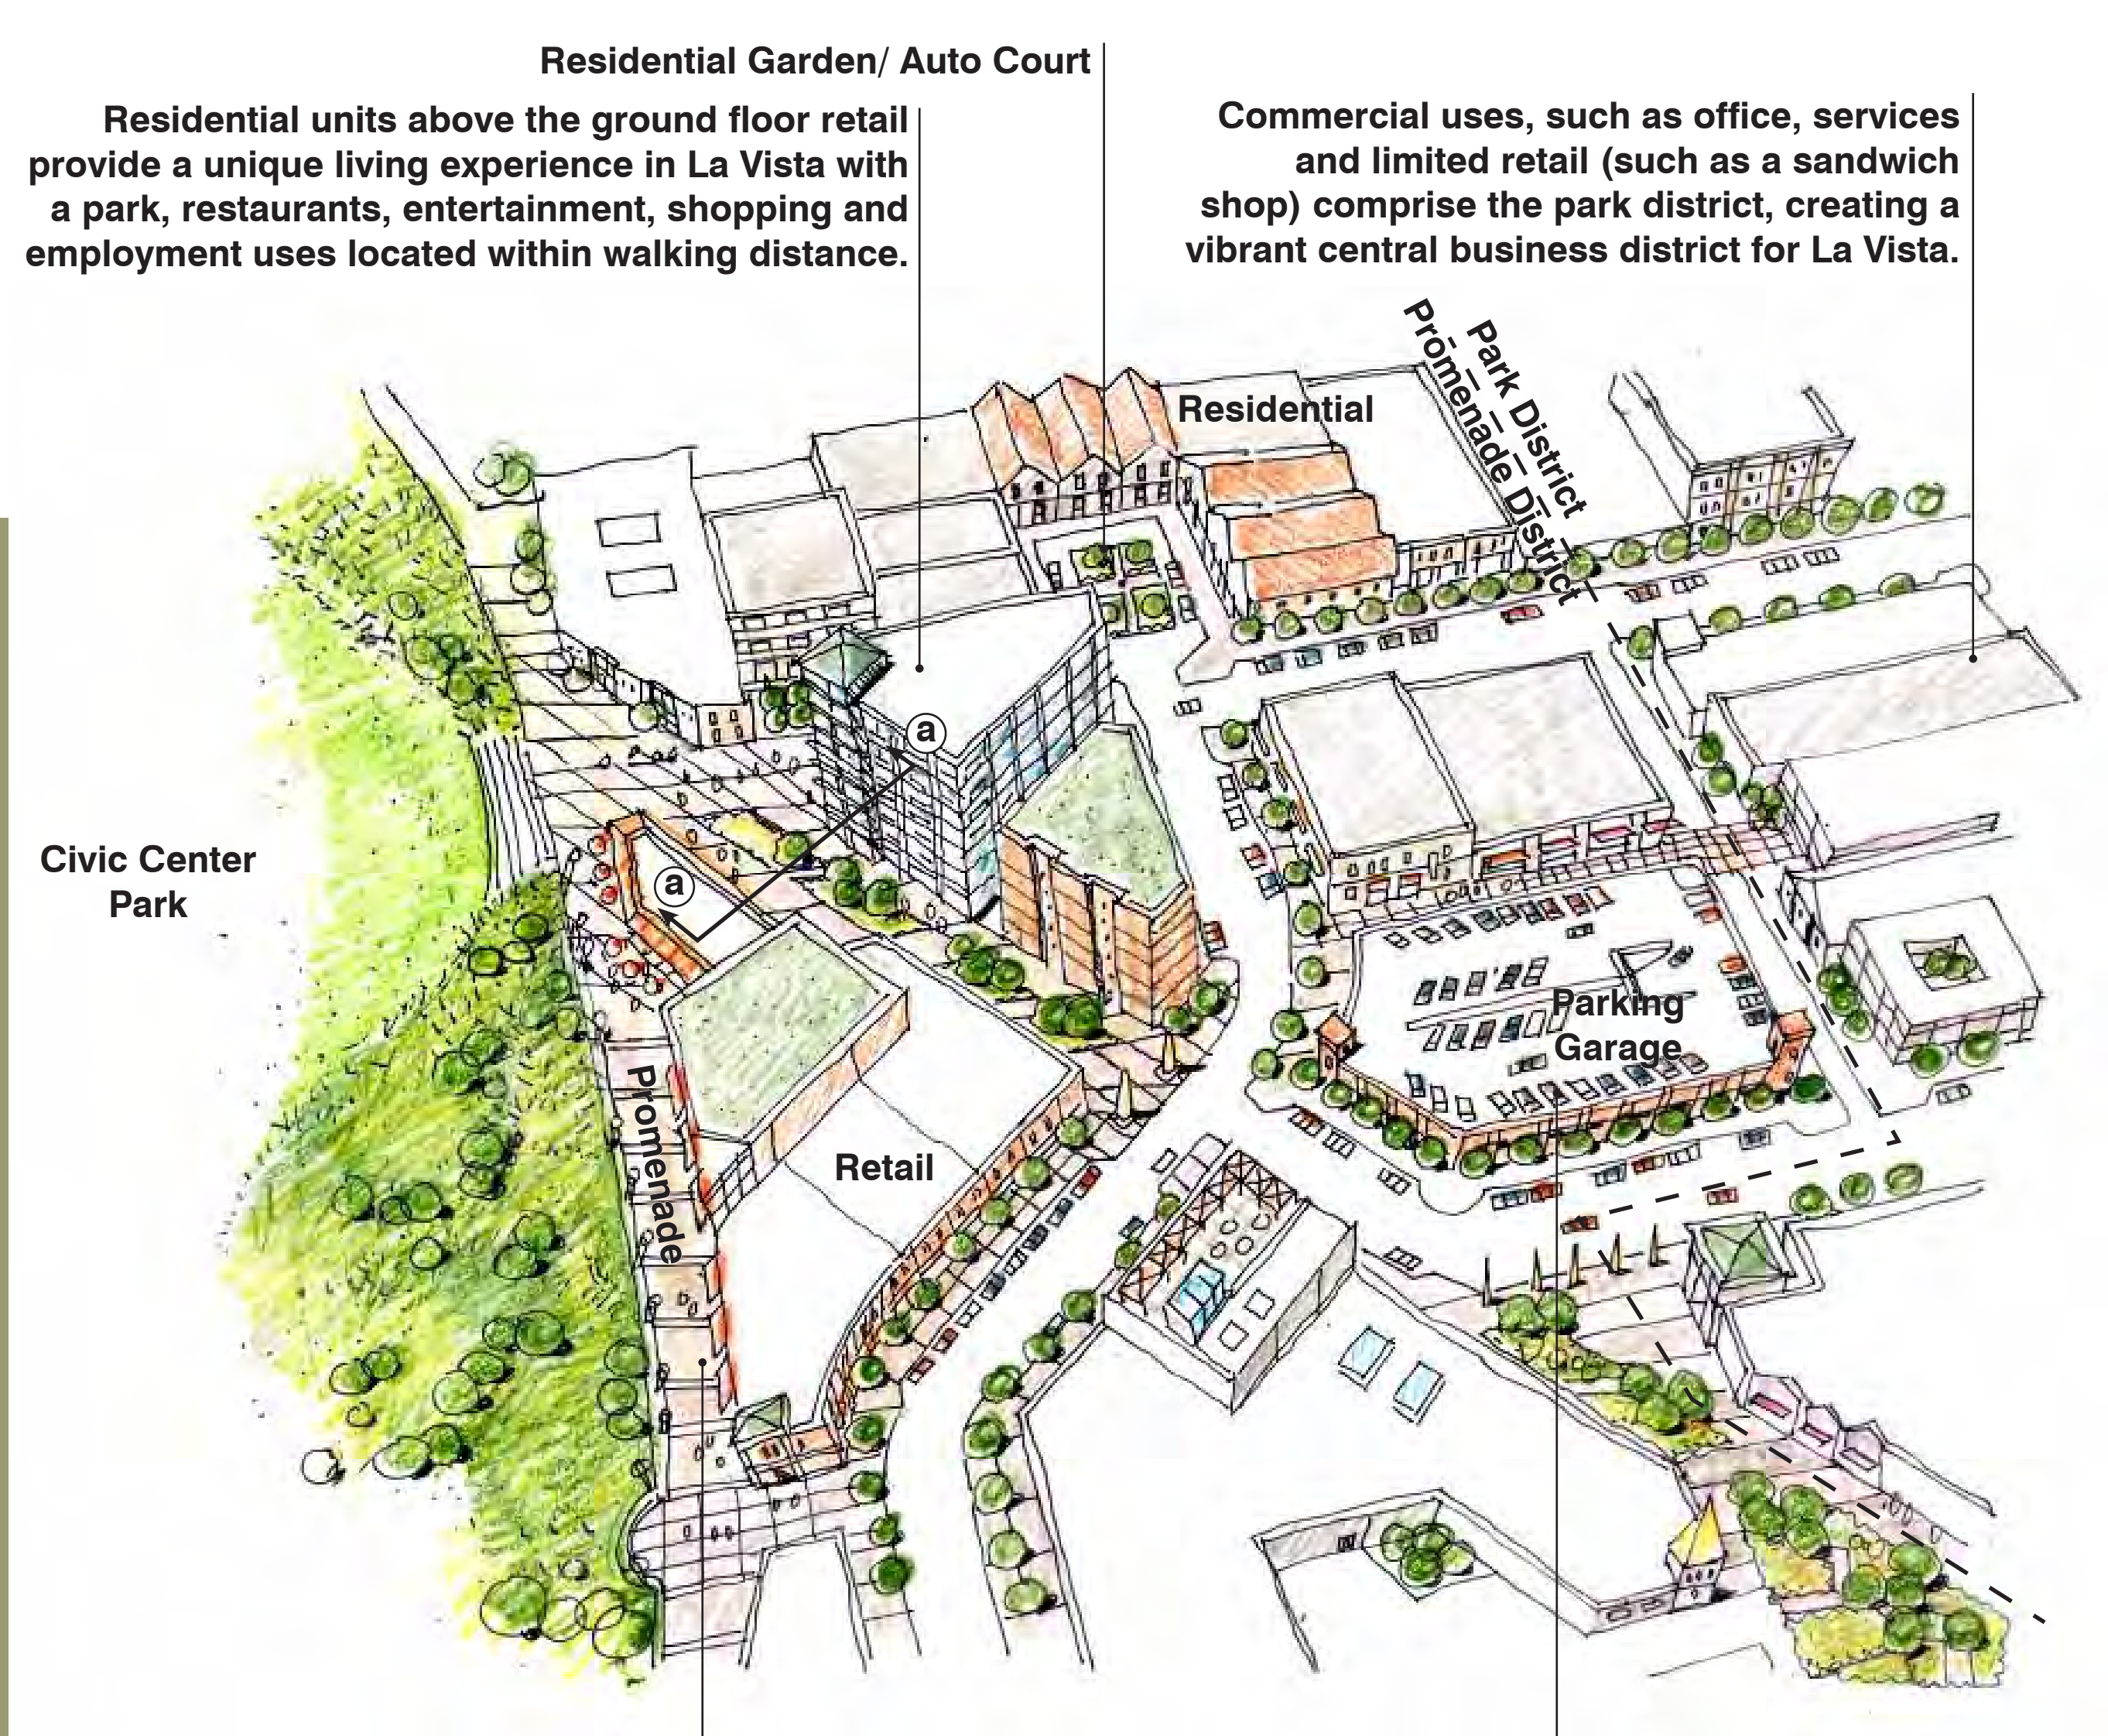 Residential Garden/ Auto Court
Residential units above the ground floor retail
provide a unique living experience in La Vista with
a park, restaurants, entertainment, shopping and
employment uses located within walking distance.
Commercial uses, such as office, services
and limited retail (such as a sandwich
shop) comprise the park district, creating a
vibrant central business district for La Vista.
Park District
Promenade District
Residential
a
a
Civic Center
Park
Parking
Garage
Promenade
Retail